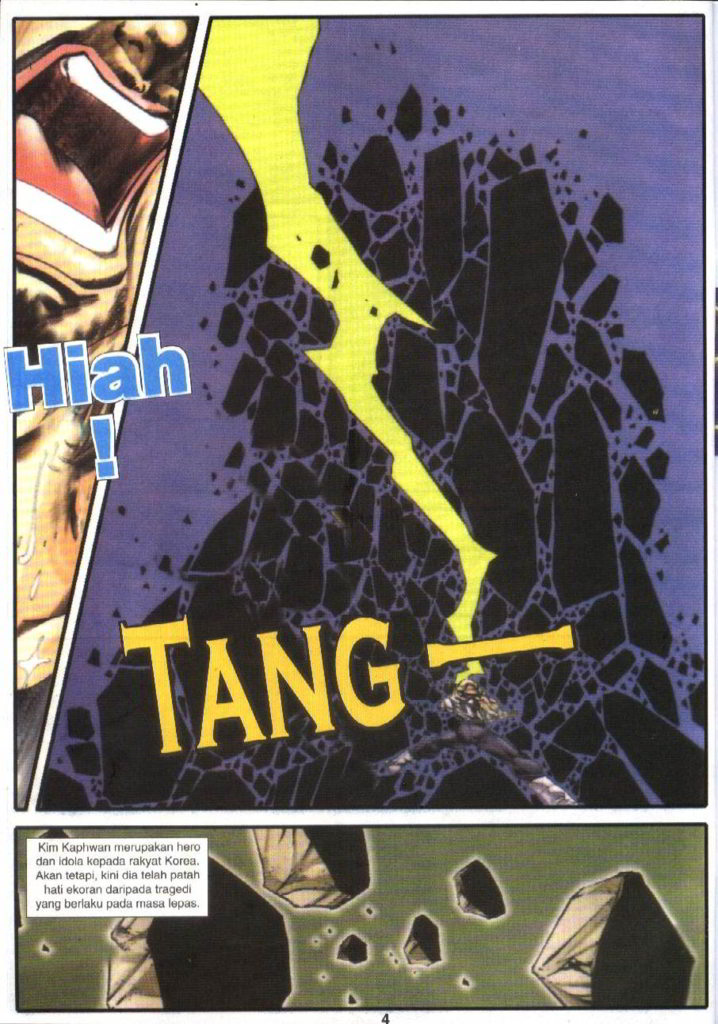 Hiah
!
TANG —
Kim Kaphwan merupakan hero
dan idola kepada rakyat Korea.
Akan tetapi, kini dia telah patah
hati ekoran daripada tragedi
yang berlaku pada masa lepas.
4